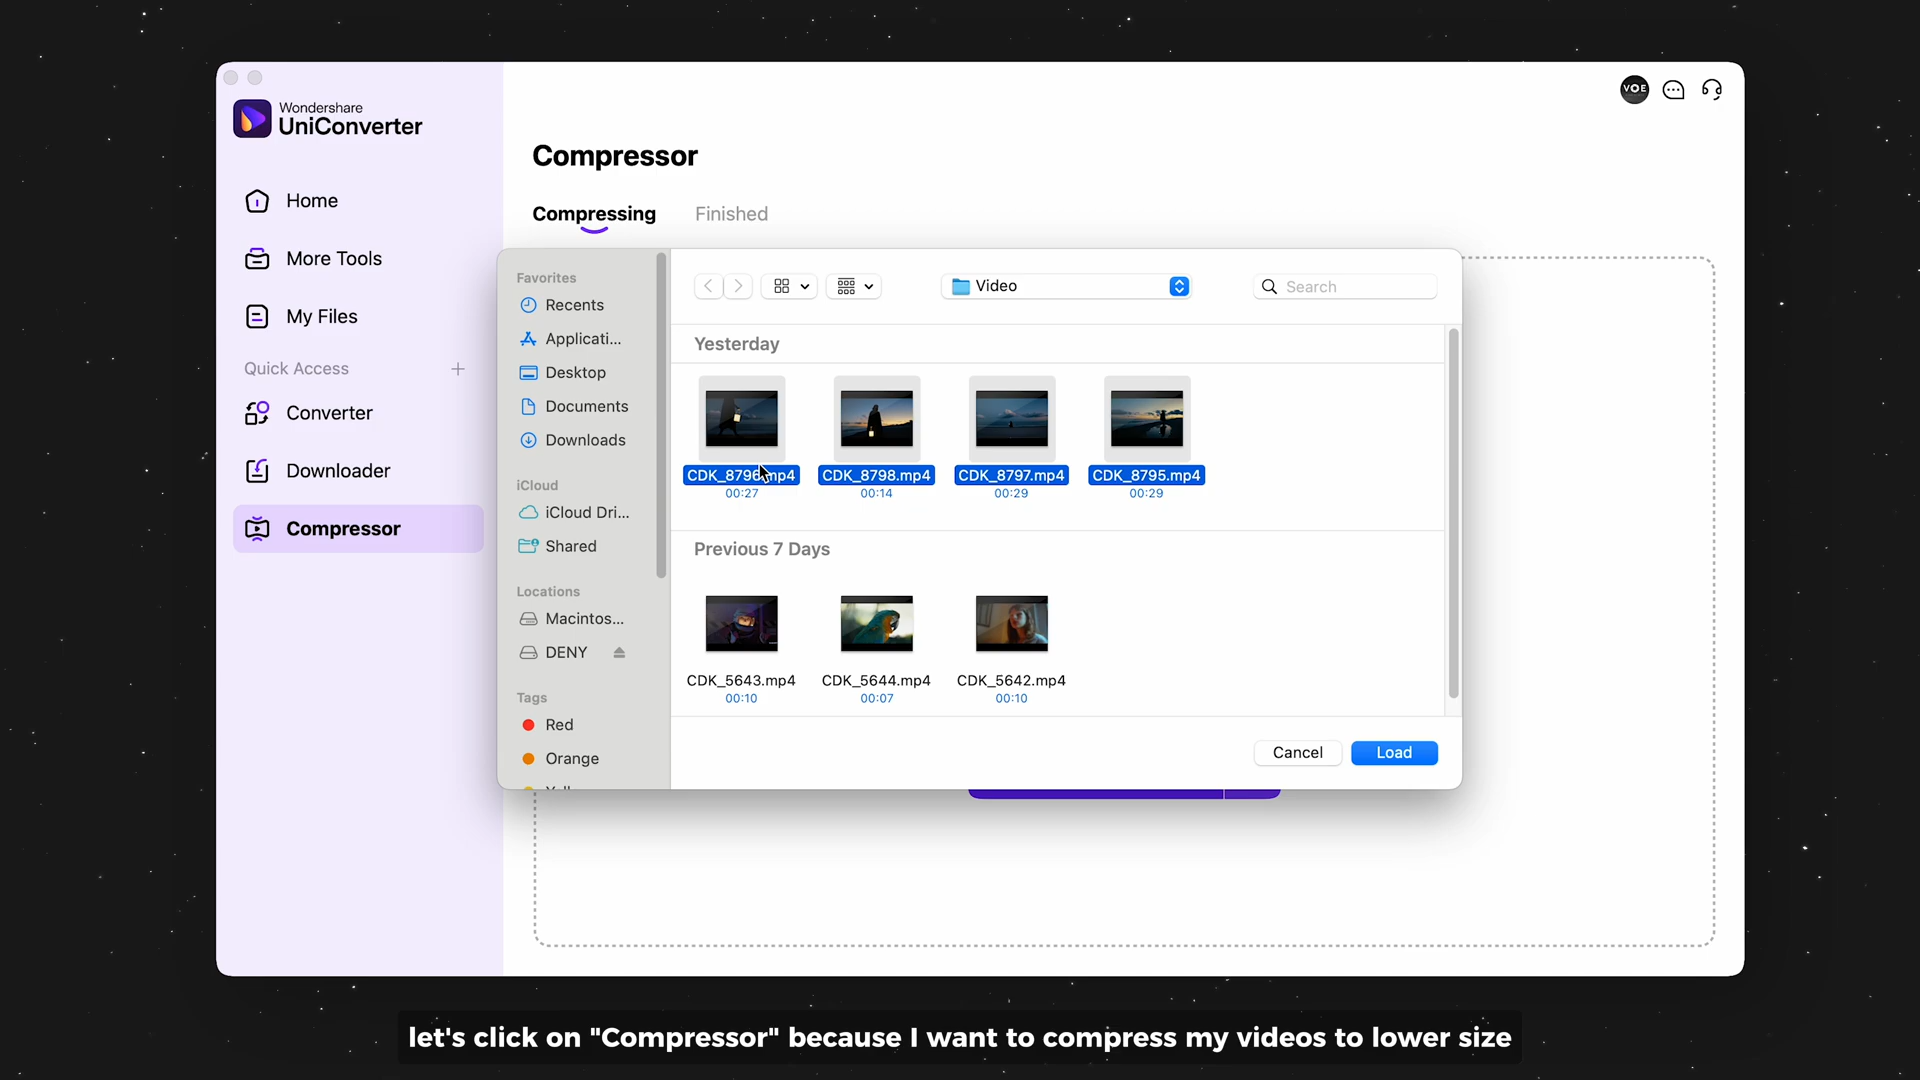 Wondershare
UniConverter
VOE
Home
More Tools
My Files
Quick Access
Converter
Downloader
Compressor
Compressor
Compressing
Finished
Favorites
Recents
Applicati...
Desktop
Documents
Downloads
iCloud
iCloud Dri...
Shared
Locations
Macintos...
DENY
Tags
Red
Orange
Video
Search
Yesterday
CDK_8796.mp4
00:27
CDK_8798.mp4
00:14
CDK_8797.mp4
00:29
CDK_8795.mp4
00:29
Previous 7 Days
CDK_5643.mp4
00:10
CDK_5644.mp4
00:07
CDK_5642.mp4
00:10
Cancel
Load
let's click on "Compressor" because I want to compress my videos to lower size